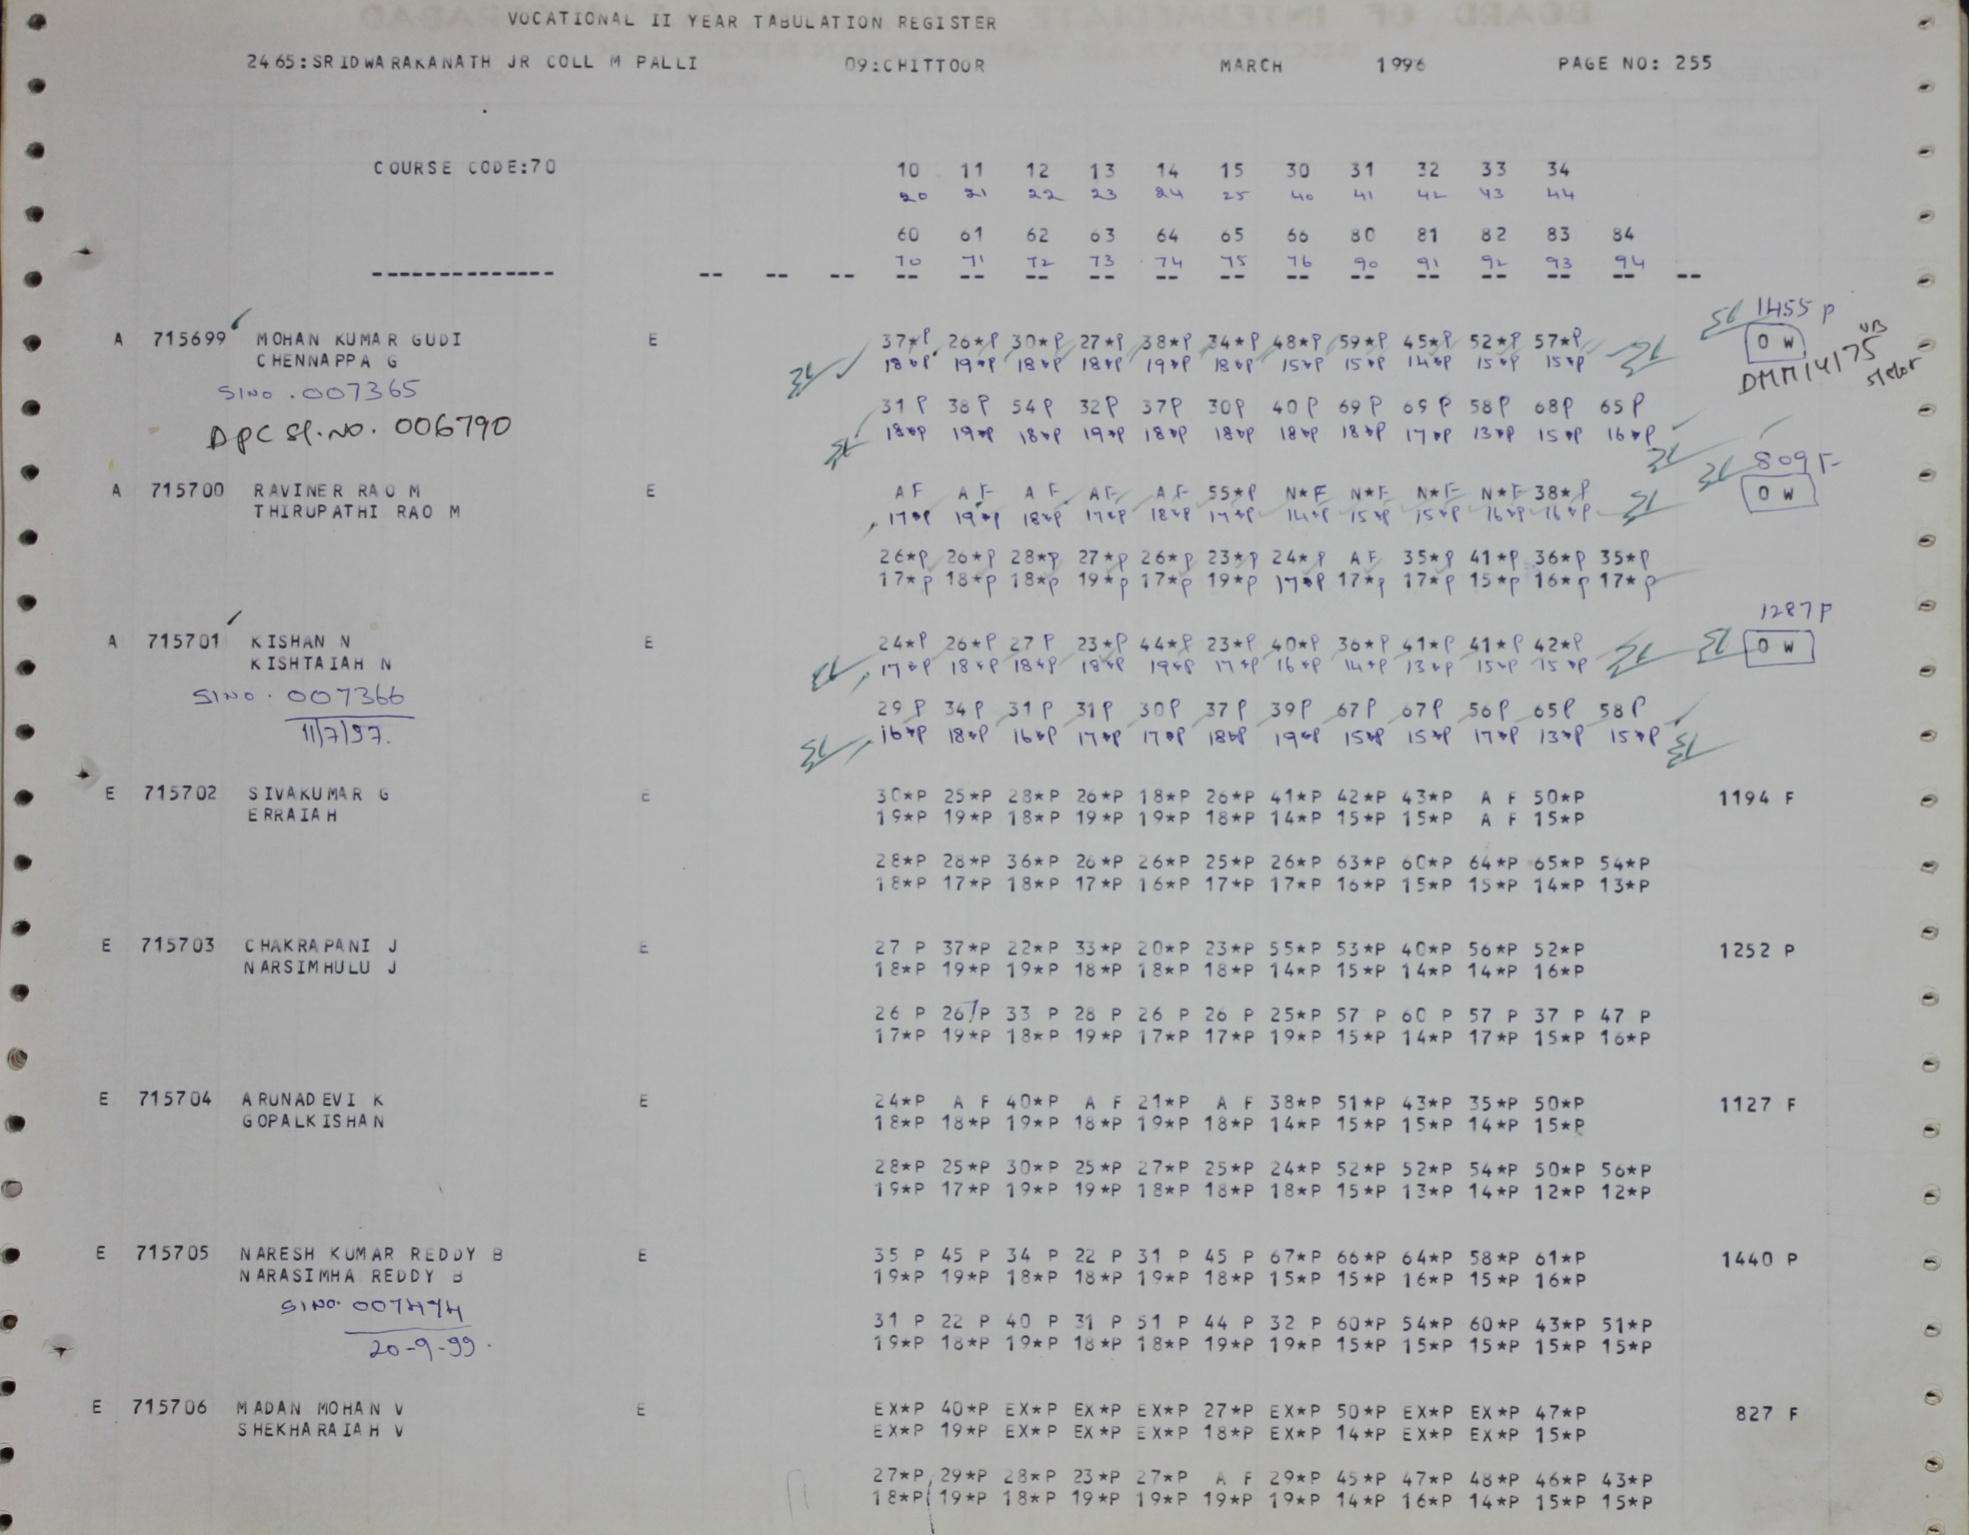 VOCATIONAL II YEAR TABULATION REGISTER
2465:SRIDWARAKANATH JR COLL M PALLI 09:CHITTOOR MARCH 1996 PAGE NO: 255
COURSE CODE:70 10 11 12 13 14 15 30 31 32 33 34
20 21 22 23 24 25 40 41 42 43 44
60 61 62 63 64 65 66 80 81 82 83 84
70 71 72 73 74 75 76 90 91 92 93 94
-------------- -- -- -- -- -- -- -- -- -- -- -- -- -- -- -- --
1455 P
A 715699 MOHAN KUMAR GUDI E 37*P 26*P 30*P 27*P 38*P 34*P 48*P 59*P 45*P 52*P 57*P O W
CHENNAPPA G 18*P 19*P 18*P 18*P 19*P 18*P 15*P 15*P 14*P 15*P 15*P
SlNo. 007365 DMM14175
31 P 38 P 54 P 32 P 37 P 30 P 40 P 69 P 69 P 58 P 68 P 65 P
DPC Sl.No. 006790 18*P 19*P 18*P 19*P 18*P 18*P 18*P 18*P 17*P 13*P 15*P 16*P
809 F
A 715700 RAVINER RAO M E A F A F A F A F A F 55*P N*F N*F N*F N*F 38*P O W
THIRUPATHI RAO M 17*P 19*P 18*P 17*P 18*P 17*P 14*P 15*P 15*P 16*P 16*P
26*P 26*P 28*P 27*P 26*P 23*P 24*P A F 35*P 41*P 36*P 35*P
17*P 18*P 18*P 19*P 17*P 19*P 17*P 17*P 17*P 15*P 16*P 17*P
1287 P
A 715701 KISHAN N E 24*P 26*P 27 P 23*P 44*P 23*P 40*P 36*P 41*P 41*P 42*P O W
KISHTAIAH N 17*P 18*P 18*P 18*P 19*P 17*P 16*P 14*P 13*P 15*P 15*P
SlNo. 007366
29 P 34 P 31 P 31 P 30 P 37 P 39 P 67 P 67 P 56 P 65 P 58 P
11/7/97. 16*P 18*P 16*P 17*P 17*P 18*P 19*P 15*P 15*P 17*P 13*P 15*P
E 715702 SIVAKUMAR G E 30*P 25*P 28*P 26*P 18*P 26*P 41*P 42*P 43*P A F 50*P 1194 F
ERRAIAH 19*P 19*P 18*P 19*P 19*P 18*P 14*P 15*P 15*P A F 15*P
28*P 28*P 36*P 26*P 26*P 25*P 26*P 63*P 60*P 64*P 65*P 54*P
18*P 17*P 18*P 17*P 16*P 17*P 17*P 16*P 15*P 15*P 14*P 13*P
E 715703 CHAKRAPANI J E 27 P 37*P 22*P 33*P 20*P 23*P 55*P 53*P 40*P 56*P 52*P 1252 P
NARSIMHULU J 18*P 19*P 19*P 18*P 18*P 18*P 14*P 15*P 14*P 14*P 16*P
26 P 26 P 33 P 28 P 26 P 26 P 25*P 57 P 60 P 57 P 37 P 47 P
17*P 19*P 18*P 19*P 17*P 17*P 19*P 15*P 14*P 17*P 15*P 16*P
E 715704 ARUNADEVI K E 24*P A F 40*P A F 21*P A F 38*P 51*P 43*P 35*P 50*P 1127 F
GOPALKISHAN 18*P 18*P 19*P 18*P 19*P 18*P 14*P 15*P 15*P 14*P 15*P
28*P 25*P 30*P 25*P 27*P 25*P 24*P 52*P 52*P 54*P 50*P 56*P
19*P 17*P 19*P 19*P 18*P 18*P 18*P 15*P 13*P 14*P 12*P 12*P
E 715705 NARESH KUMAR REDDY B E 35 P 45 P 34 P 22 P 31 P 45 P 67*P 66*P 64*P 58*P 61*P 1440 P
NARASIMHA REDDY B 19*P 19*P 18*P 18*P 19*P 18*P 15*P 15*P 16*P 15*P 16*P
SlNo. 007474
31 P 22 P 40 P 31 P 51 P 44 P 32 P 60*P 54*P 60*P 43*P 51*P
20-9-99. 19*P 18*P 19*P 18*P 18*P 19*P 19*P 15*P 15*P 15*P 15*P 15*P
E 715706 MADAN MOHAN V E EX*P 40*P EX*P EX*P EX*P 27*P EX*P 50*P EX*P EX*P 47*P 827 F
SHEKHARAIAH V EX*P 19*P EX*P EX*P EX*P 18*P EX*P 14*P EX*P EX*P 15*P
27*P 29*P 28*P 23*P 27*P A F 29*P 45*P 47*P 48*P 46*P 43*P
18*P 19*P 18*P 19*P 19*P 19*P 19*P 14*P 16*P 14*P 15*P 15*P